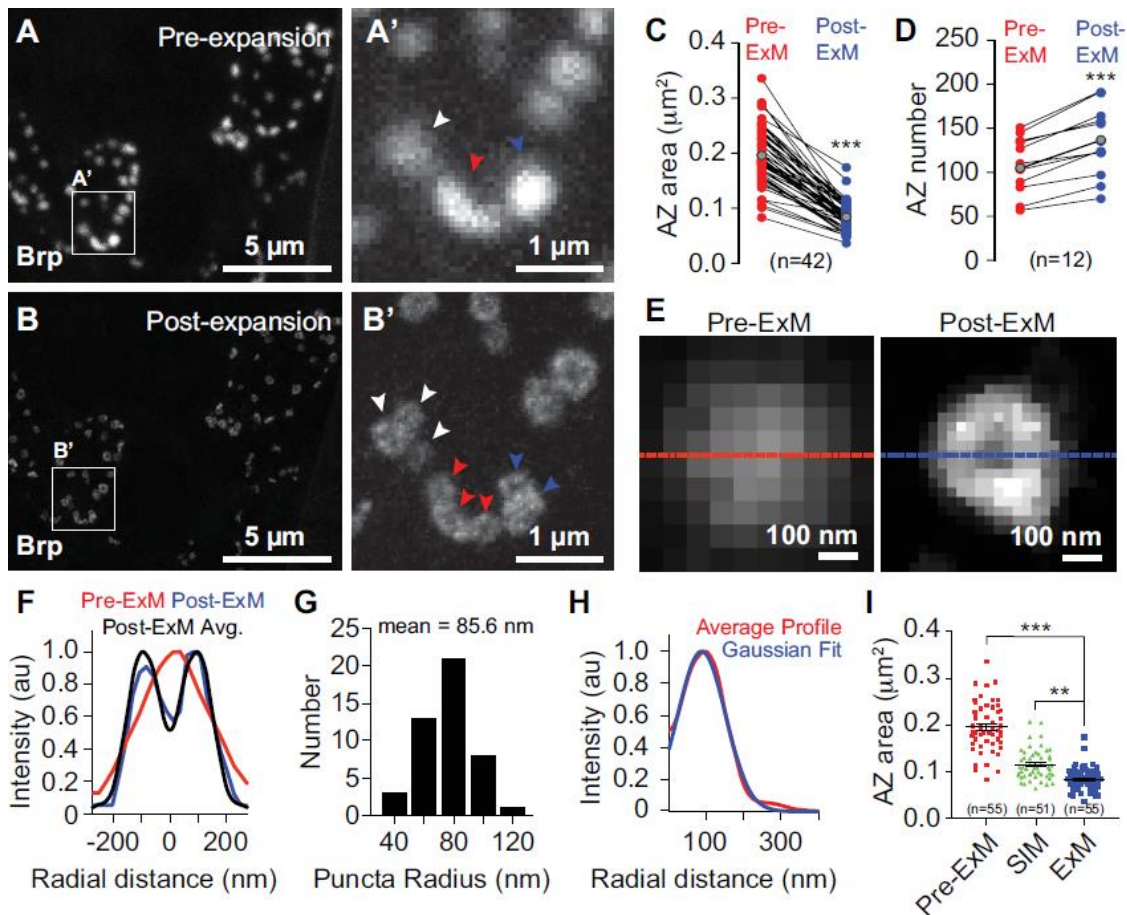 A
Pre-expansion
A'
Brp
5 µm
A'
1 µm
B
Post-expansion
B'
Brp
5 µm
B'
1 µm
C
Pre-
ExM
Post-
ExM
***
AZ area (µm²)
0.4
0.3
0.2
0.1
0.0
(n=42)
D
Pre-
ExM
Post-
ExM
***
AZ number
250
200
150
100
50
0
(n=12)
E
Pre-ExM
Post-ExM
100 nm
100 nm
F
Pre-ExM Post-ExM
Post-ExM Avg.
Intensity (au)
1.0
0.8
0.6
0.4
0.2
0
-200 0 200
Radial distance (nm)
G
mean = 85.6 nm
Number
25
20
15
10
5
0
40 80 120
Puncta Radius (nm)
H
Average Profile
Gaussian Fit
Intensity (au)
1.0
0.8
0.6
0.4
0.2
0
100 300
Radial distance (nm)
I
***
**
AZ area (µm²)
0.4
0.3
0.2
0.1
0.0
(n=55) (n=51) (n=55)
Pre-ExM
SIM
ExM